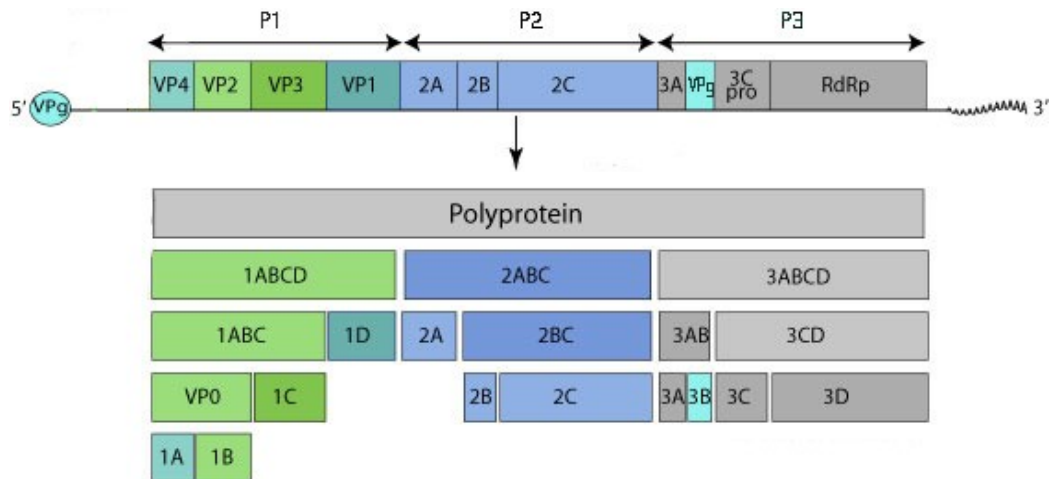 P1 P2 P3
VP4 VP2 VP3 VP1 2A 2B 2C 3A VPg 3C pro RdRp
5' VPg 3'
Polyprotein
1ABCD 2ABC 3ABCD
1ABC 1D 2A 2BC 3AB 3CD
VP0 1C 2B 2C 3A 3B 3C 3D
1A 1B